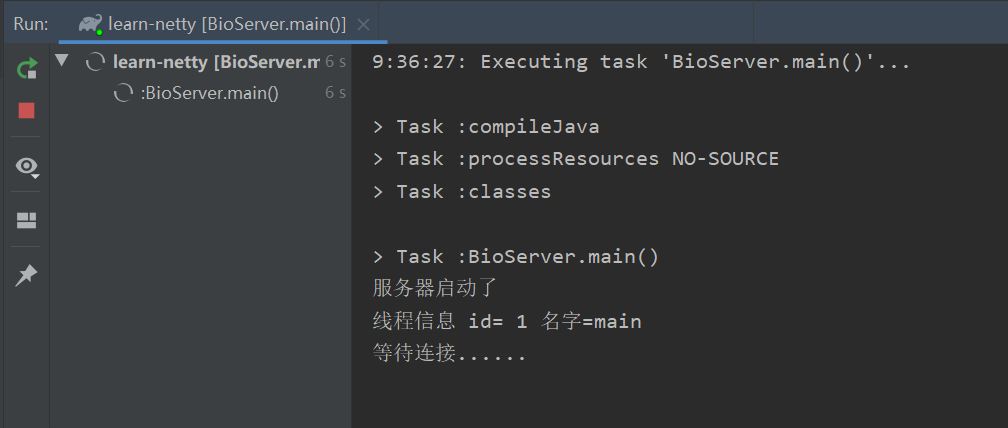 Run: learn-netty [BioServer.main()]
learn-netty [BioServer.m 6 s
:BioServer.main() 6 s
9:36:27: Executing task 'BioServer.main()'...
> Task :compileJava
> Task :processResources NO-SOURCE
> Task :classes
> Task :BioServer.main()
服务器启动了
线程信息 id= 1 名字=main
等待连接......